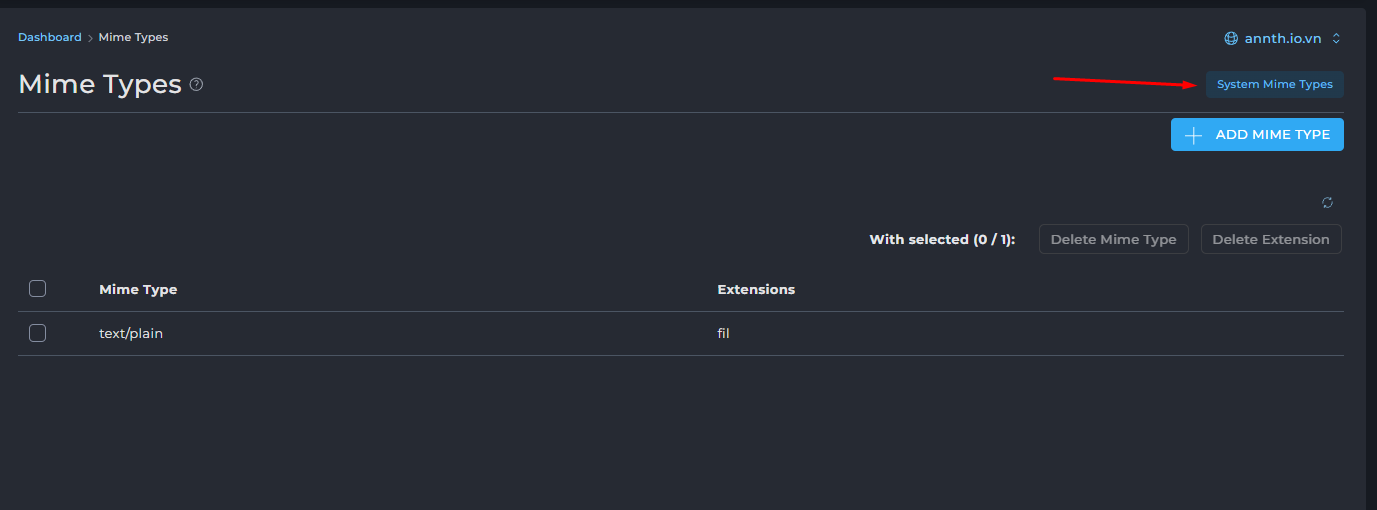 Dashboard > Mime Types
annth.io.vn
Mime Types
System Mime Types
ADD MIME TYPE
With selected (0 / 1): Delete Mime Type Delete Extension
Mime Type Extensions
text/plain fil